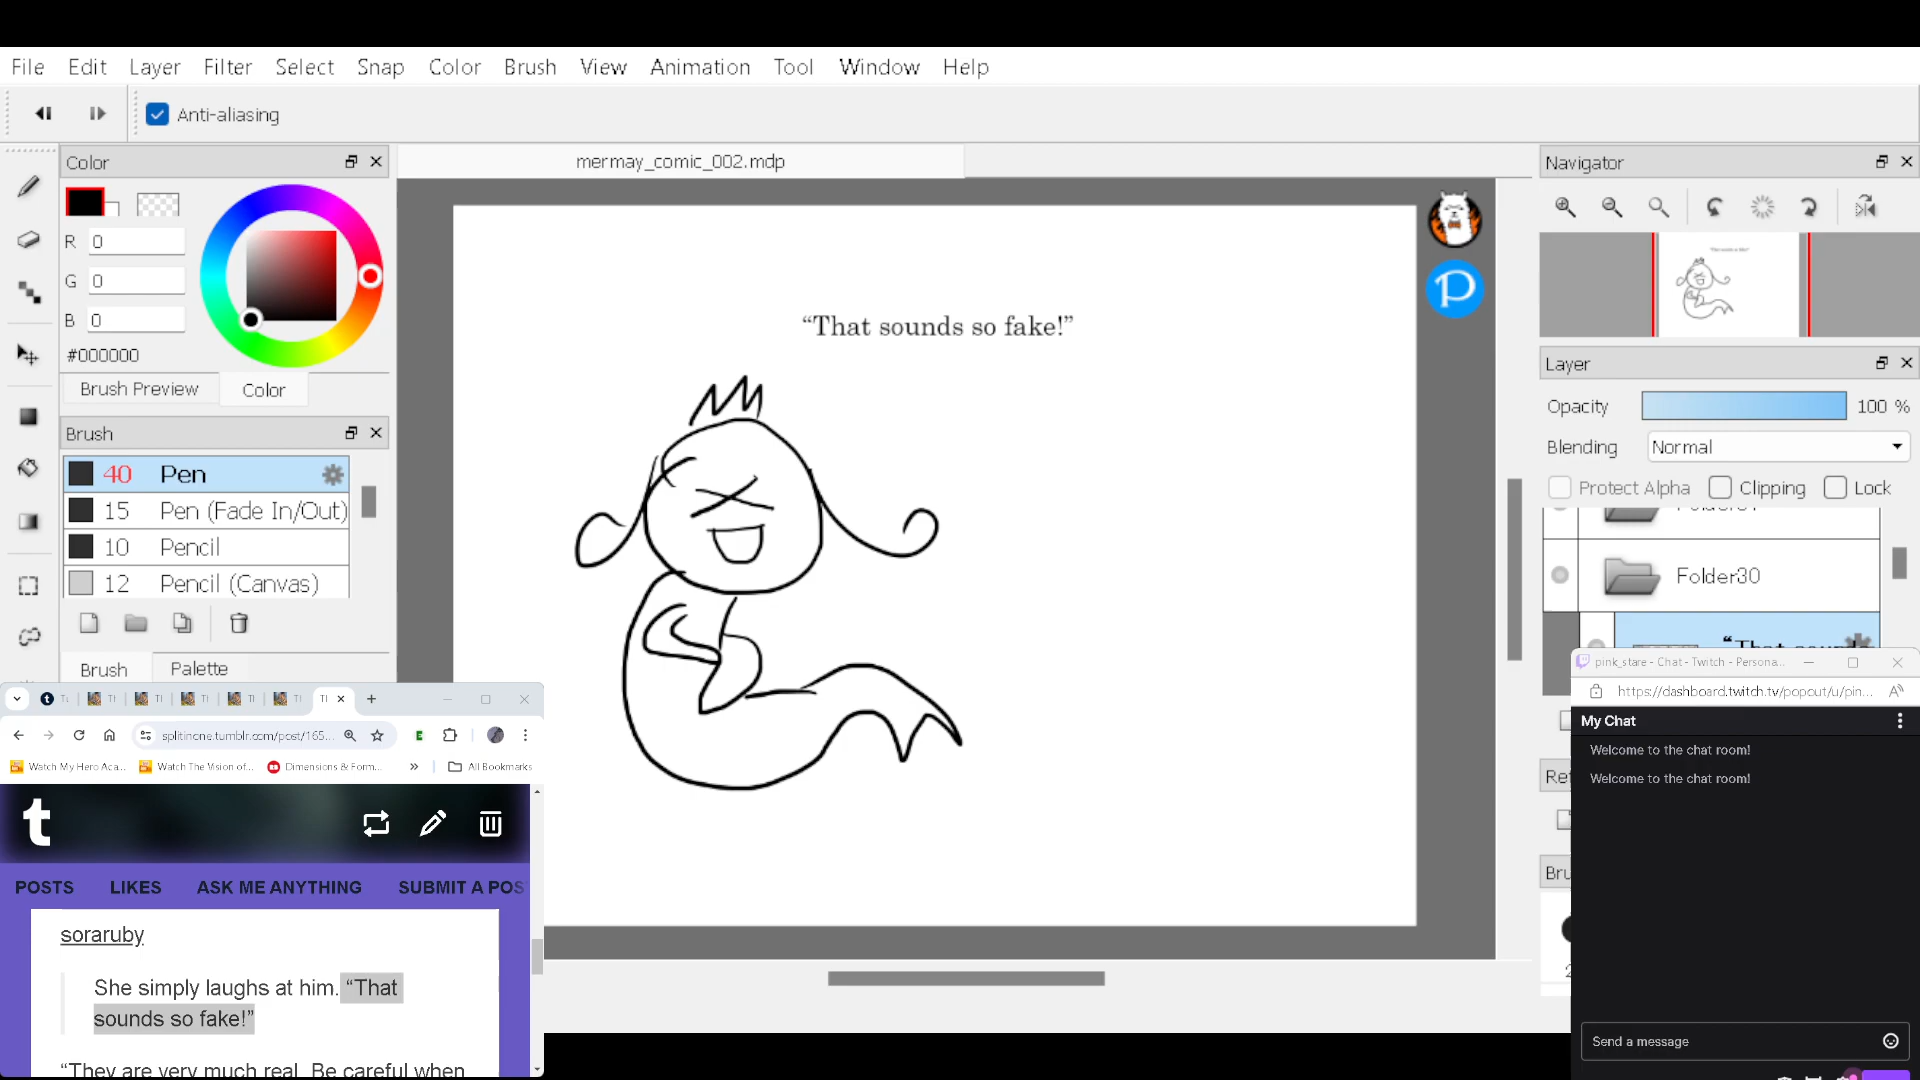 File Edit Layer Filter Select Snap Color Brush View Animation Tool Window Help
Anti-aliasing
Color
mermay_comic_002.mdp
Navigator
R 0
G 0
B 0
#000000
Brush Preview Color
Brush
40 Pen
15 Pen (Fade In/Out)
10 Pencil
12 Pencil (Canvas)
Brush Palette
“That sounds so fake!”
Layer
Opacity 100 %
Blending Normal
Protect Alpha Clipping Lock
Folder30
pink_stare - Chat - Twitch - Persona...
https://dashboard.twitch.tv/popout/u/pin...
My Chat
Welcome to the chat room!
Welcome to the chat room!
Send a message
splitinone.tumblr.com/post/165...
Watch My Hero Aca... Watch The Vision of... Dimensions & Form... » All Bookmarks
POSTS LIKES ASK ME ANYTHING SUBMIT A POS
soraruby
She simply laughs at him. “That
sounds so fake!”
“They are very much real. Be careful when